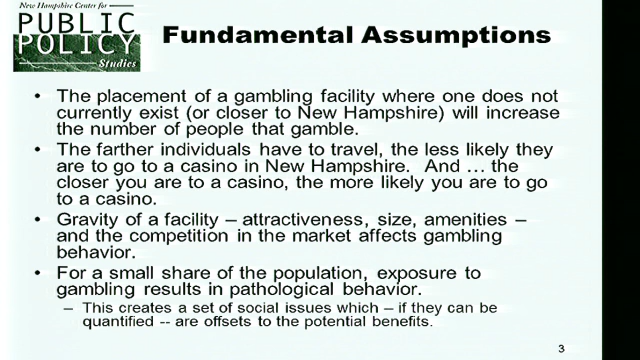 New Hampshire Center for
PUBLIC
POLICY
Studies
Fundamental Assumptions
• The placement of a gambling facility where one does not
currently exist (or closer to New Hampshire) will increase
the number of people that gamble.
• The farther individuals have to travel, the less likely they
are to go to a casino in New Hampshire. And … the
closer you are to a casino, the more likely you are to go
to a casino.
• Gravity of a facility – attractiveness, size, amenities –
and the competition in the market affects gambling
behavior.
• For a small share of the population, exposure to
gambling results in pathological behavior.
– This creates a set of social issues which – if they can be
quantified -- are offsets to the potential benefits.
3